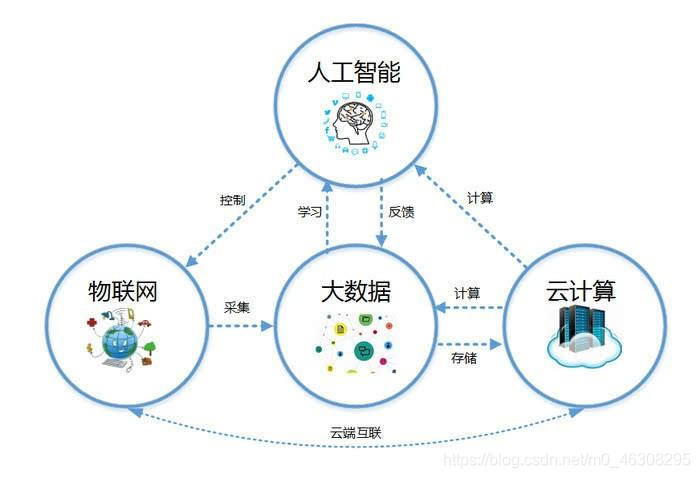 人工智能
控制
学习
反馈
计算
物联网
大数据
云计算
采集
计算
存储
云端互联
https://blog.csdn.net/m0_46308295